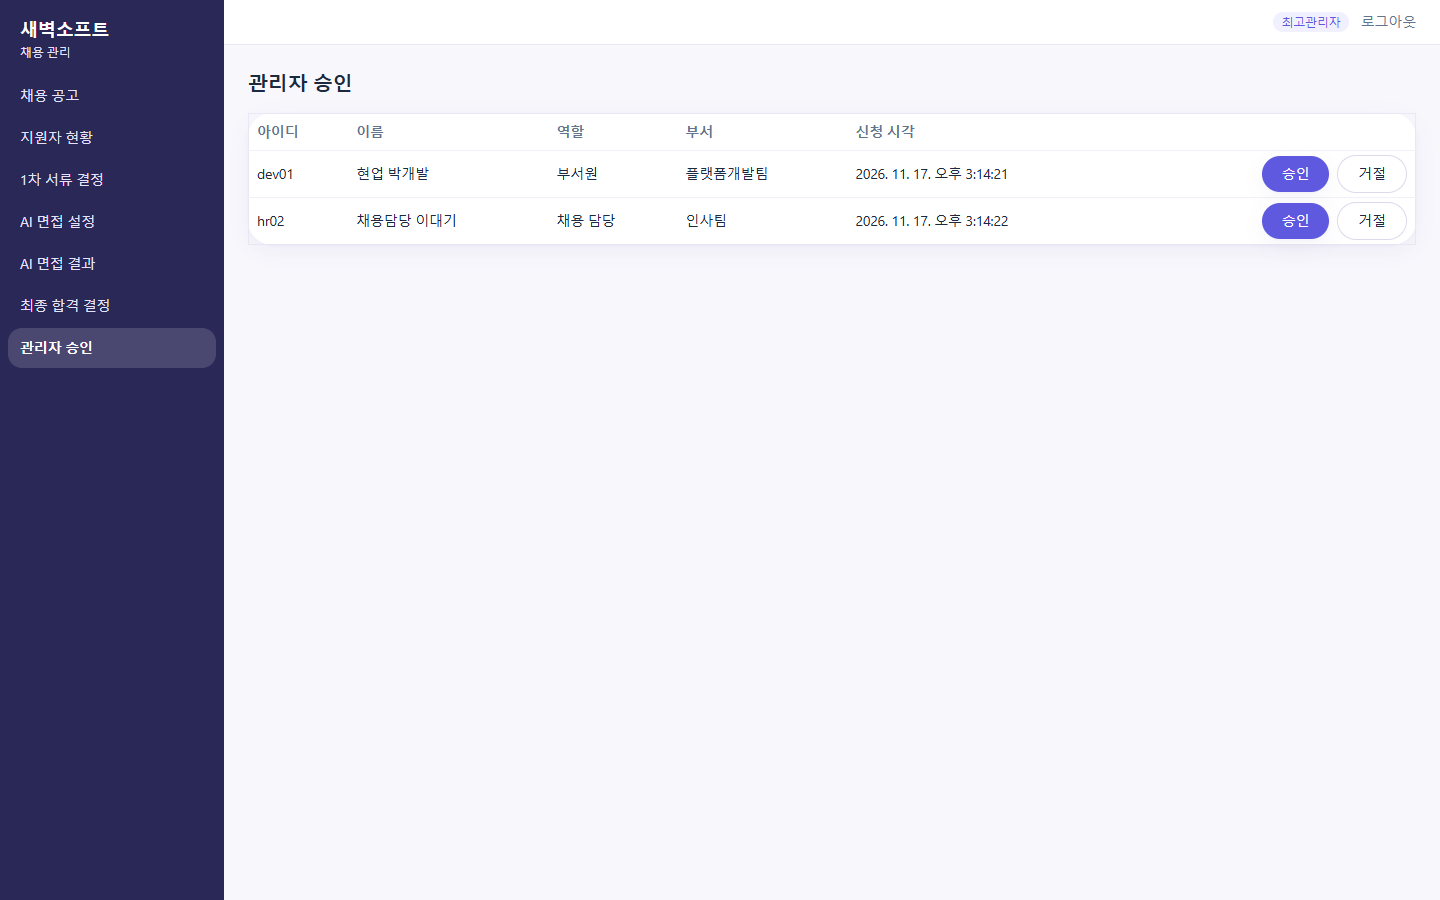 새벽소프트
채용 관리
채용 공고
지원자 현황
1차 서류 결정
AI 면접 설정
AI 면접 결과
최종 합격 결정
관리자 승인
최고관리자 로그아웃
관리자 승인
아이디 이름 역할 부서 신청 시각
dev01 현업 박개발 부서원 플랫폼개발팀 2026. 11. 17. 오후 3:14:21 승인 거절
hr02 채용담당 이대기 채용 담당 인사팀 2026. 11. 17. 오후 3:14:22 승인 거절